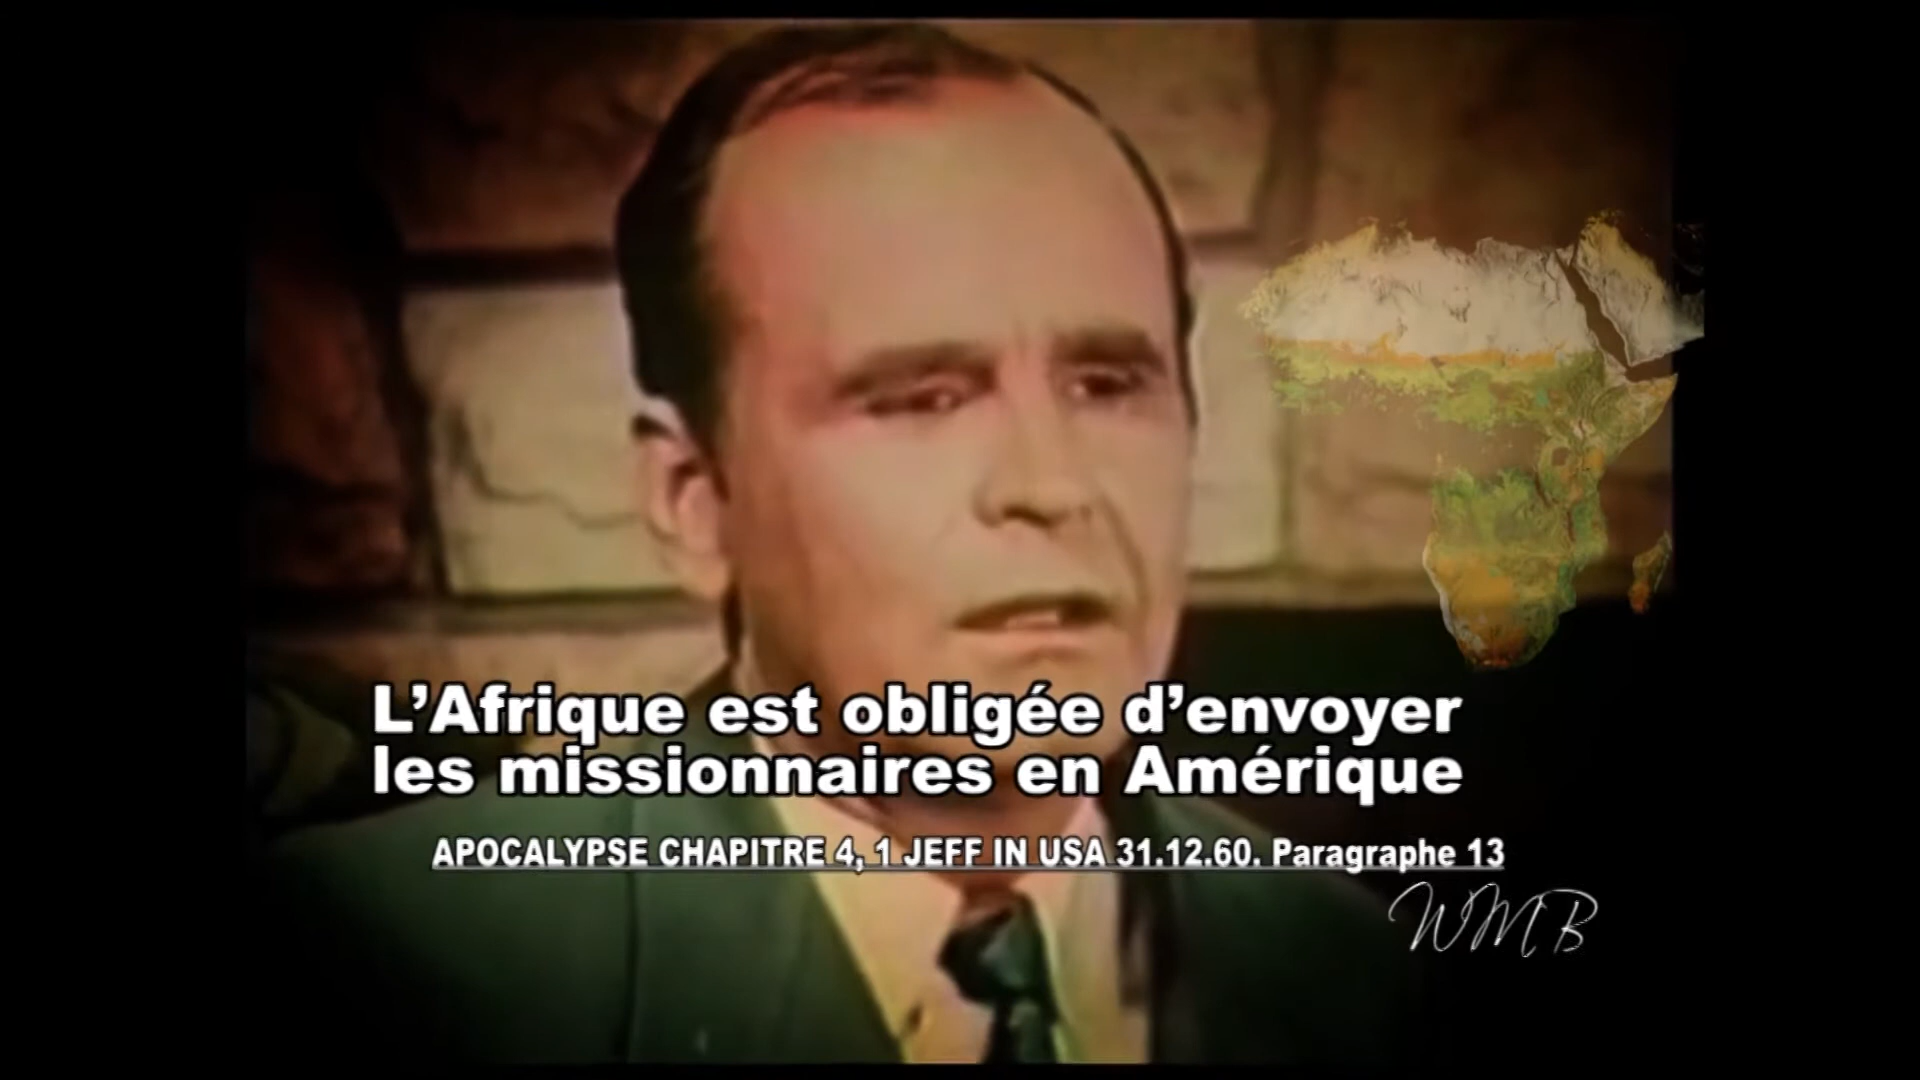 L’Afrique est obligée d’envoyer
les missionnaires en Amérique
APOCALYPSE CHAPITRE 4, 1 JEFF IN USA 31.12.60. Paragraphe 13
WMB